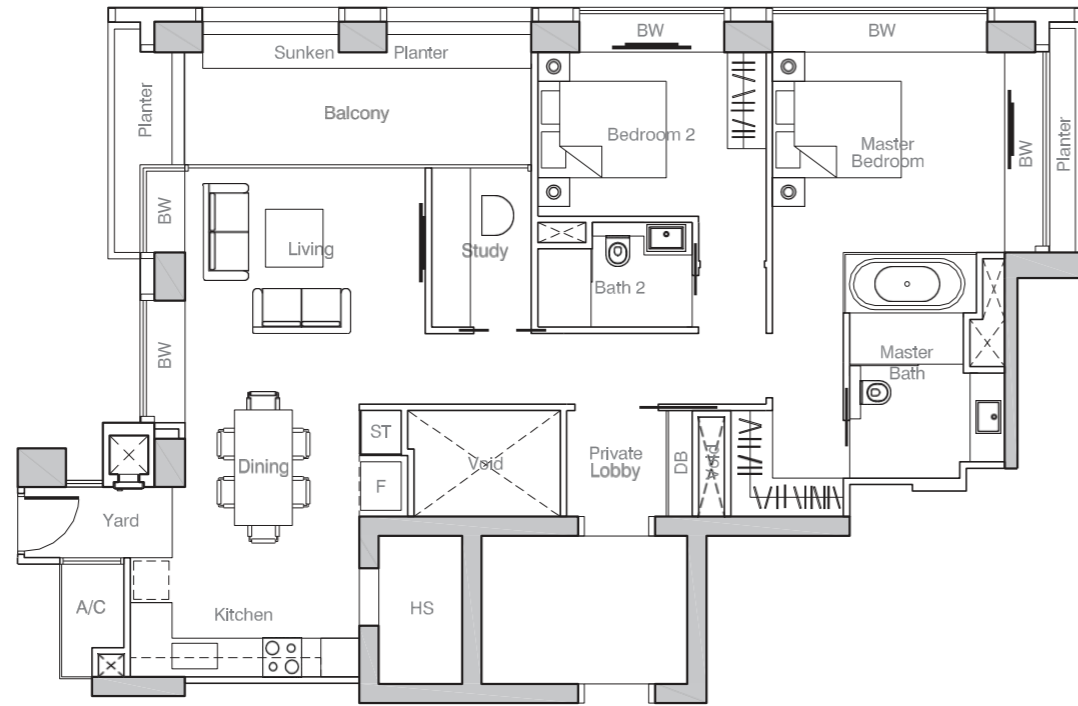 BW
BW
Sunken
Planter
Planter
Balcony
Bedroom 2
Master
Bedroom
BW
Planter
BW
Living
Study
Bath 2
BW
Master
Bath
ST
Void
Private
Lobby
DB
Void
Dining
F
Yard
A/C
Kitchen
HS